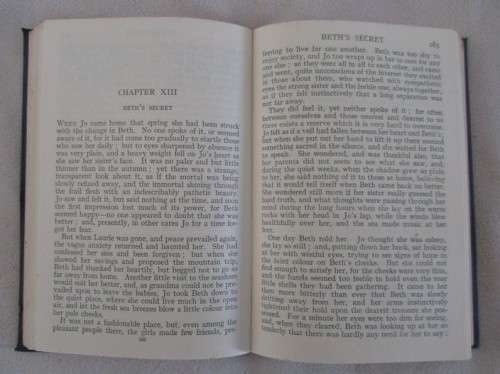 CHAPTER XIII
BETH'S SECRET
WHEN Jo came home that spring she had been struck
with the change in Beth. No one spoke of it, or seemed
aware of it, for it had come too gradually to startle those
who saw her daily; but to eyes sharpened by absence it
was very plain, and a heavy weight fell on Jo's heart as
she saw her sister's face. It was no paler and but little
thinner than in the autumn; yet there was a strange,
transparent look about it, as if the mortal was being
slowly refined away, and the immortal shining through
the frail flesh with an indescribably pathetic beauty.
Jo saw and felt it, but said nothing at the time, and soon
the first impression lost much of its power, for Beth
seemed happy—no one appeared to doubt that she was
better; and, presently, in other cares Jo for a time for-
got her fear.
But when Laurie was gone, and peace prevailed again,
the vague anxiety returned and haunted her. She had
confessed her sins and been forgiven; but when she
showed her savings and proposed the mountain trip,
Beth had thanked her heartily, but begged not to go so
far away from home. Another little visit to the seashore
would suit her better, and, as grandma could not be pre-
vailed upon to leave the babies, Jo took Beth down to
the quiet place, where she could live much in the open
air, and let the fresh sea breezes blow a little colour into
her pale cheeks.
It was not a fashionable place, but, even among the
pleasant people there, the girls made few friends, pre-
BETH'S SECRET
285
ferring to live for one another. Beth was too shy to
enjoy society, and Jo too wrapped up in her to care for any
one else; so they were all in all to each other, and came
and went, quite unconscious of the interest they excited
in those about them, who watched with sympathetic
eyes the strong sister and the feeble one, always together,
as if they felt instinctively that a long separation was
not far away.
They did feel it, yet neither spoke of it; for often
between ourselves and those nearest and dearest to us
there exists a reserve which it is very hard to overcome.
Jo felt as if a veil had fallen between her heart and Beth's;
but when she put out her hand to lift it up there seemed
something sacred in the silence, and she waited for Beth
to speak. She wondered, and was thankful also, that
her parents did not seem to see what she saw, and,
during the quiet weeks, when the shadow grew so plain
to her, she said nothing of it to those at home, believing
that it would tell itself when Beth came back no better.
She wondered still more if her sister really guessed the
hard truth, and what thoughts were passing through her
mind during the long hours when she lay on the warm
rocks with her head in Jo's lap, while the winds blew
healthfully over her, and the sea made music at her
feet.
One day Beth told her. Jo thought she was asleep,
she lay so still; and, putting down her book, sat looking
at her with wistful eyes, trying to see signs of hope in
the faint colour on Beth's cheeks. But she could not
find enough to satisfy her, for the cheeks were very thin,
and the hands seemed too feeble to hold even the rosy
little shells they had been gathering. It came to her
then more bitterly than ever that Beth was slowly
drifting away from her, and her arms instinctively
tightened their hold upon the dearest treasure she pos-
sessed. For a minute her eyes were too dim for seeing,
and, when they cleared, Beth was looking up at her so
tenderly that there was hardly any need for her to say: